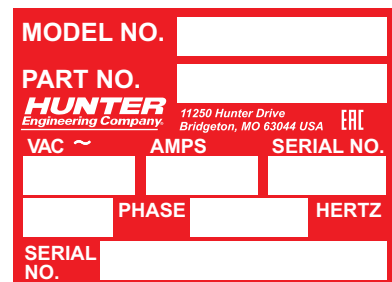 MODEL NO.
PART NO.
HUNTER
Engineering Company.
11250 Hunter Drive
Bridgeton, MO 63044 USA
EAC
VAC ~
AMPS
SERIAL NO.
PHASE
HERTZ
SERIAL
NO.